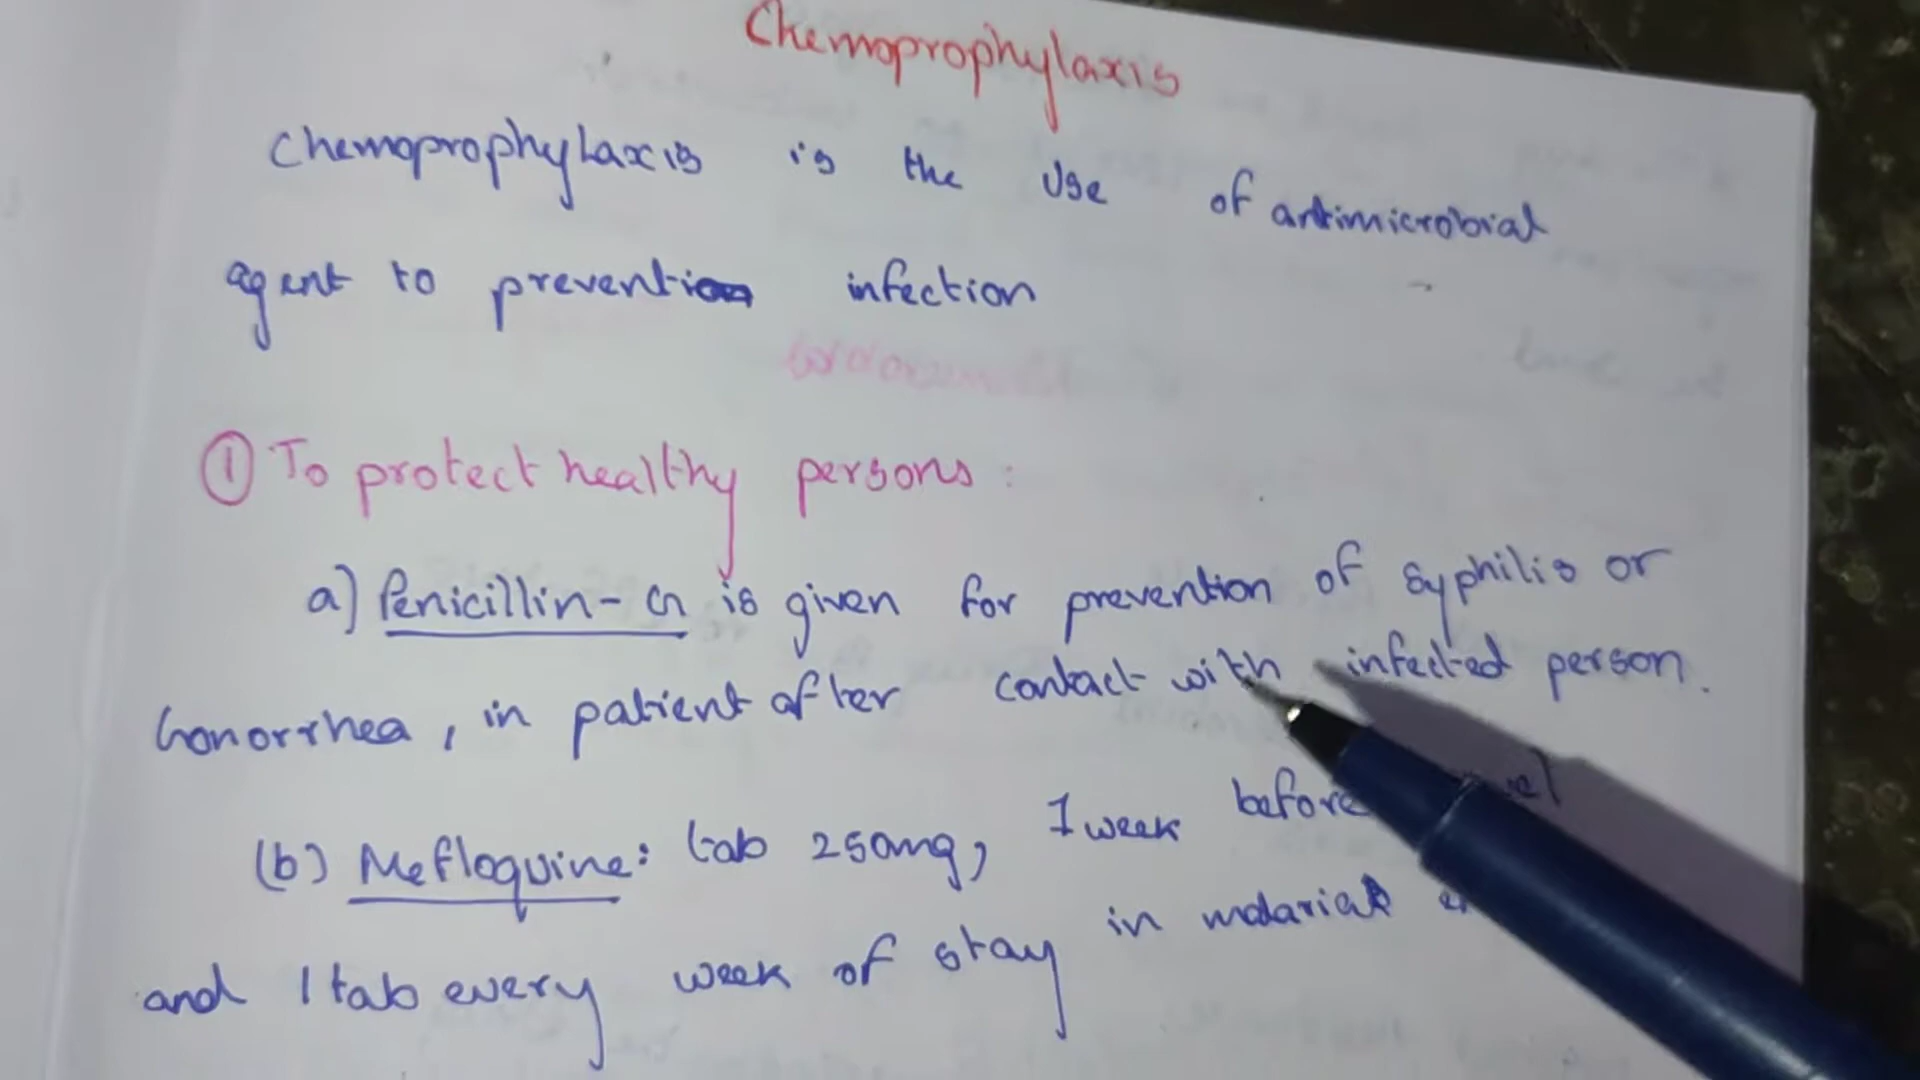 Chemoprophylaxis
Chemoprophylaxis is the use of antimicrobial
agent to prevent infection
① To protect healthy persons:
a) Penicillin-G is given for prevention of syphilis or
Gonorrhea, in patient after contact with infected person.
(b) Mefloquine: tab 250mg, 1 week before
and 1 tab every week of stay in malaria